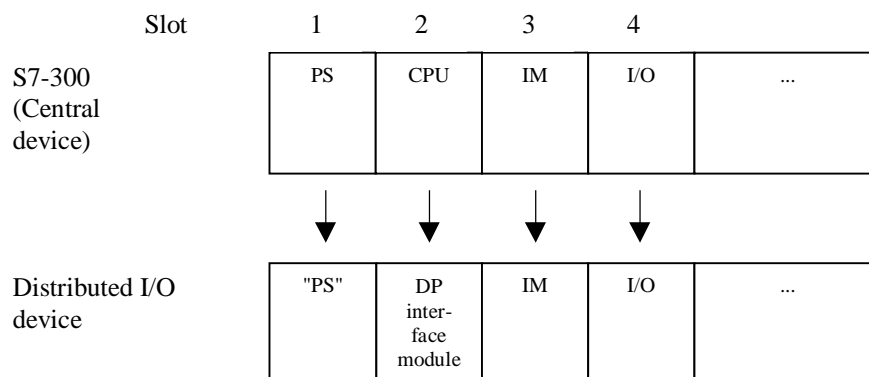 Slot 1 2 3 4
S7-300
(Central
device)
PS CPU IM I/O ...
Distributed I/O
device
"PS" DP
inter-
face
module IM I/O ...